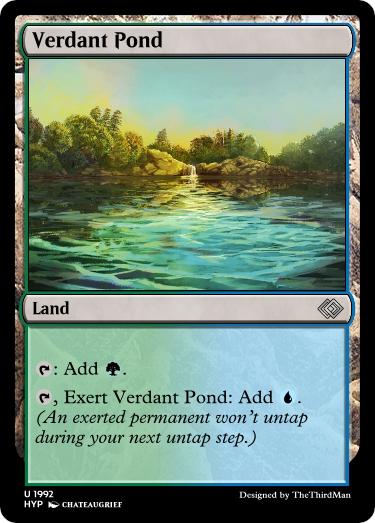 Verdant Pond
Land
: Add .
, Exert Verdant Pond: Add .
(An exerted permanent won't untap
during your next untap step.)
U 1992
HYP CHATEAUGRIEF
Designed by TheThirdMan